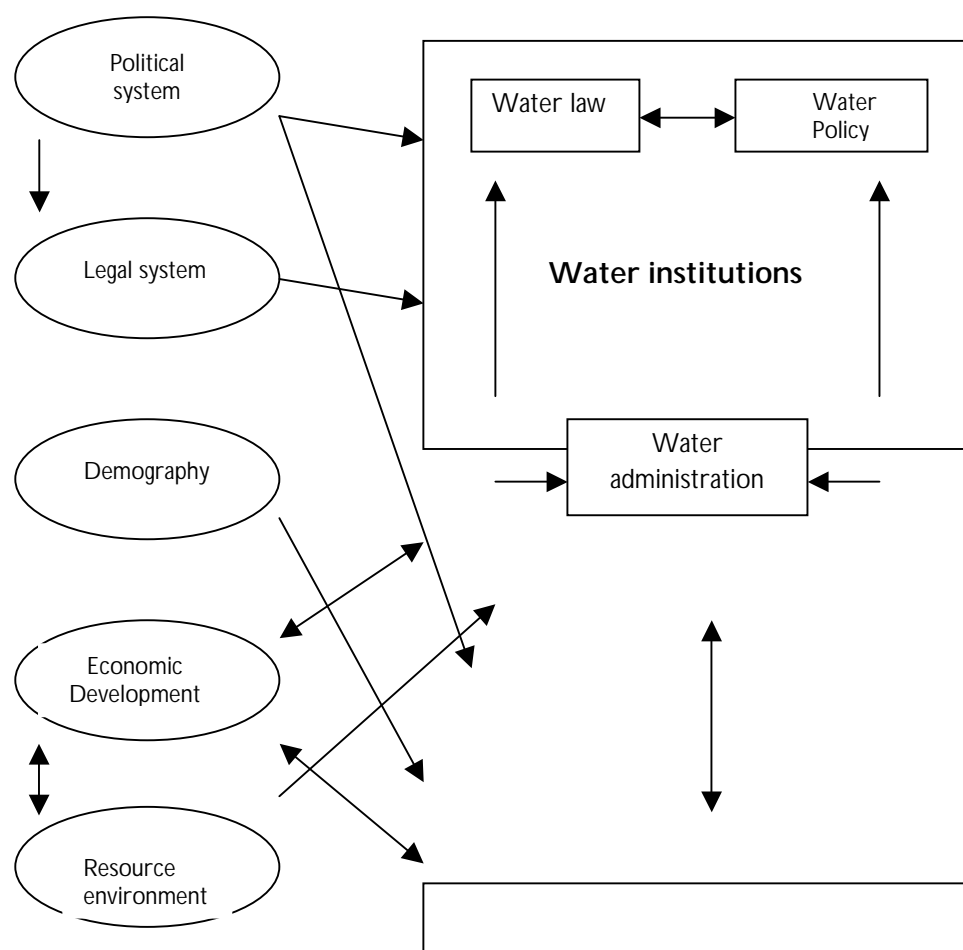 Political
system
Water law
Water
Policy
Legal system
Water institutions
Demography
Water
administration
Economic
Development
Resource
environment